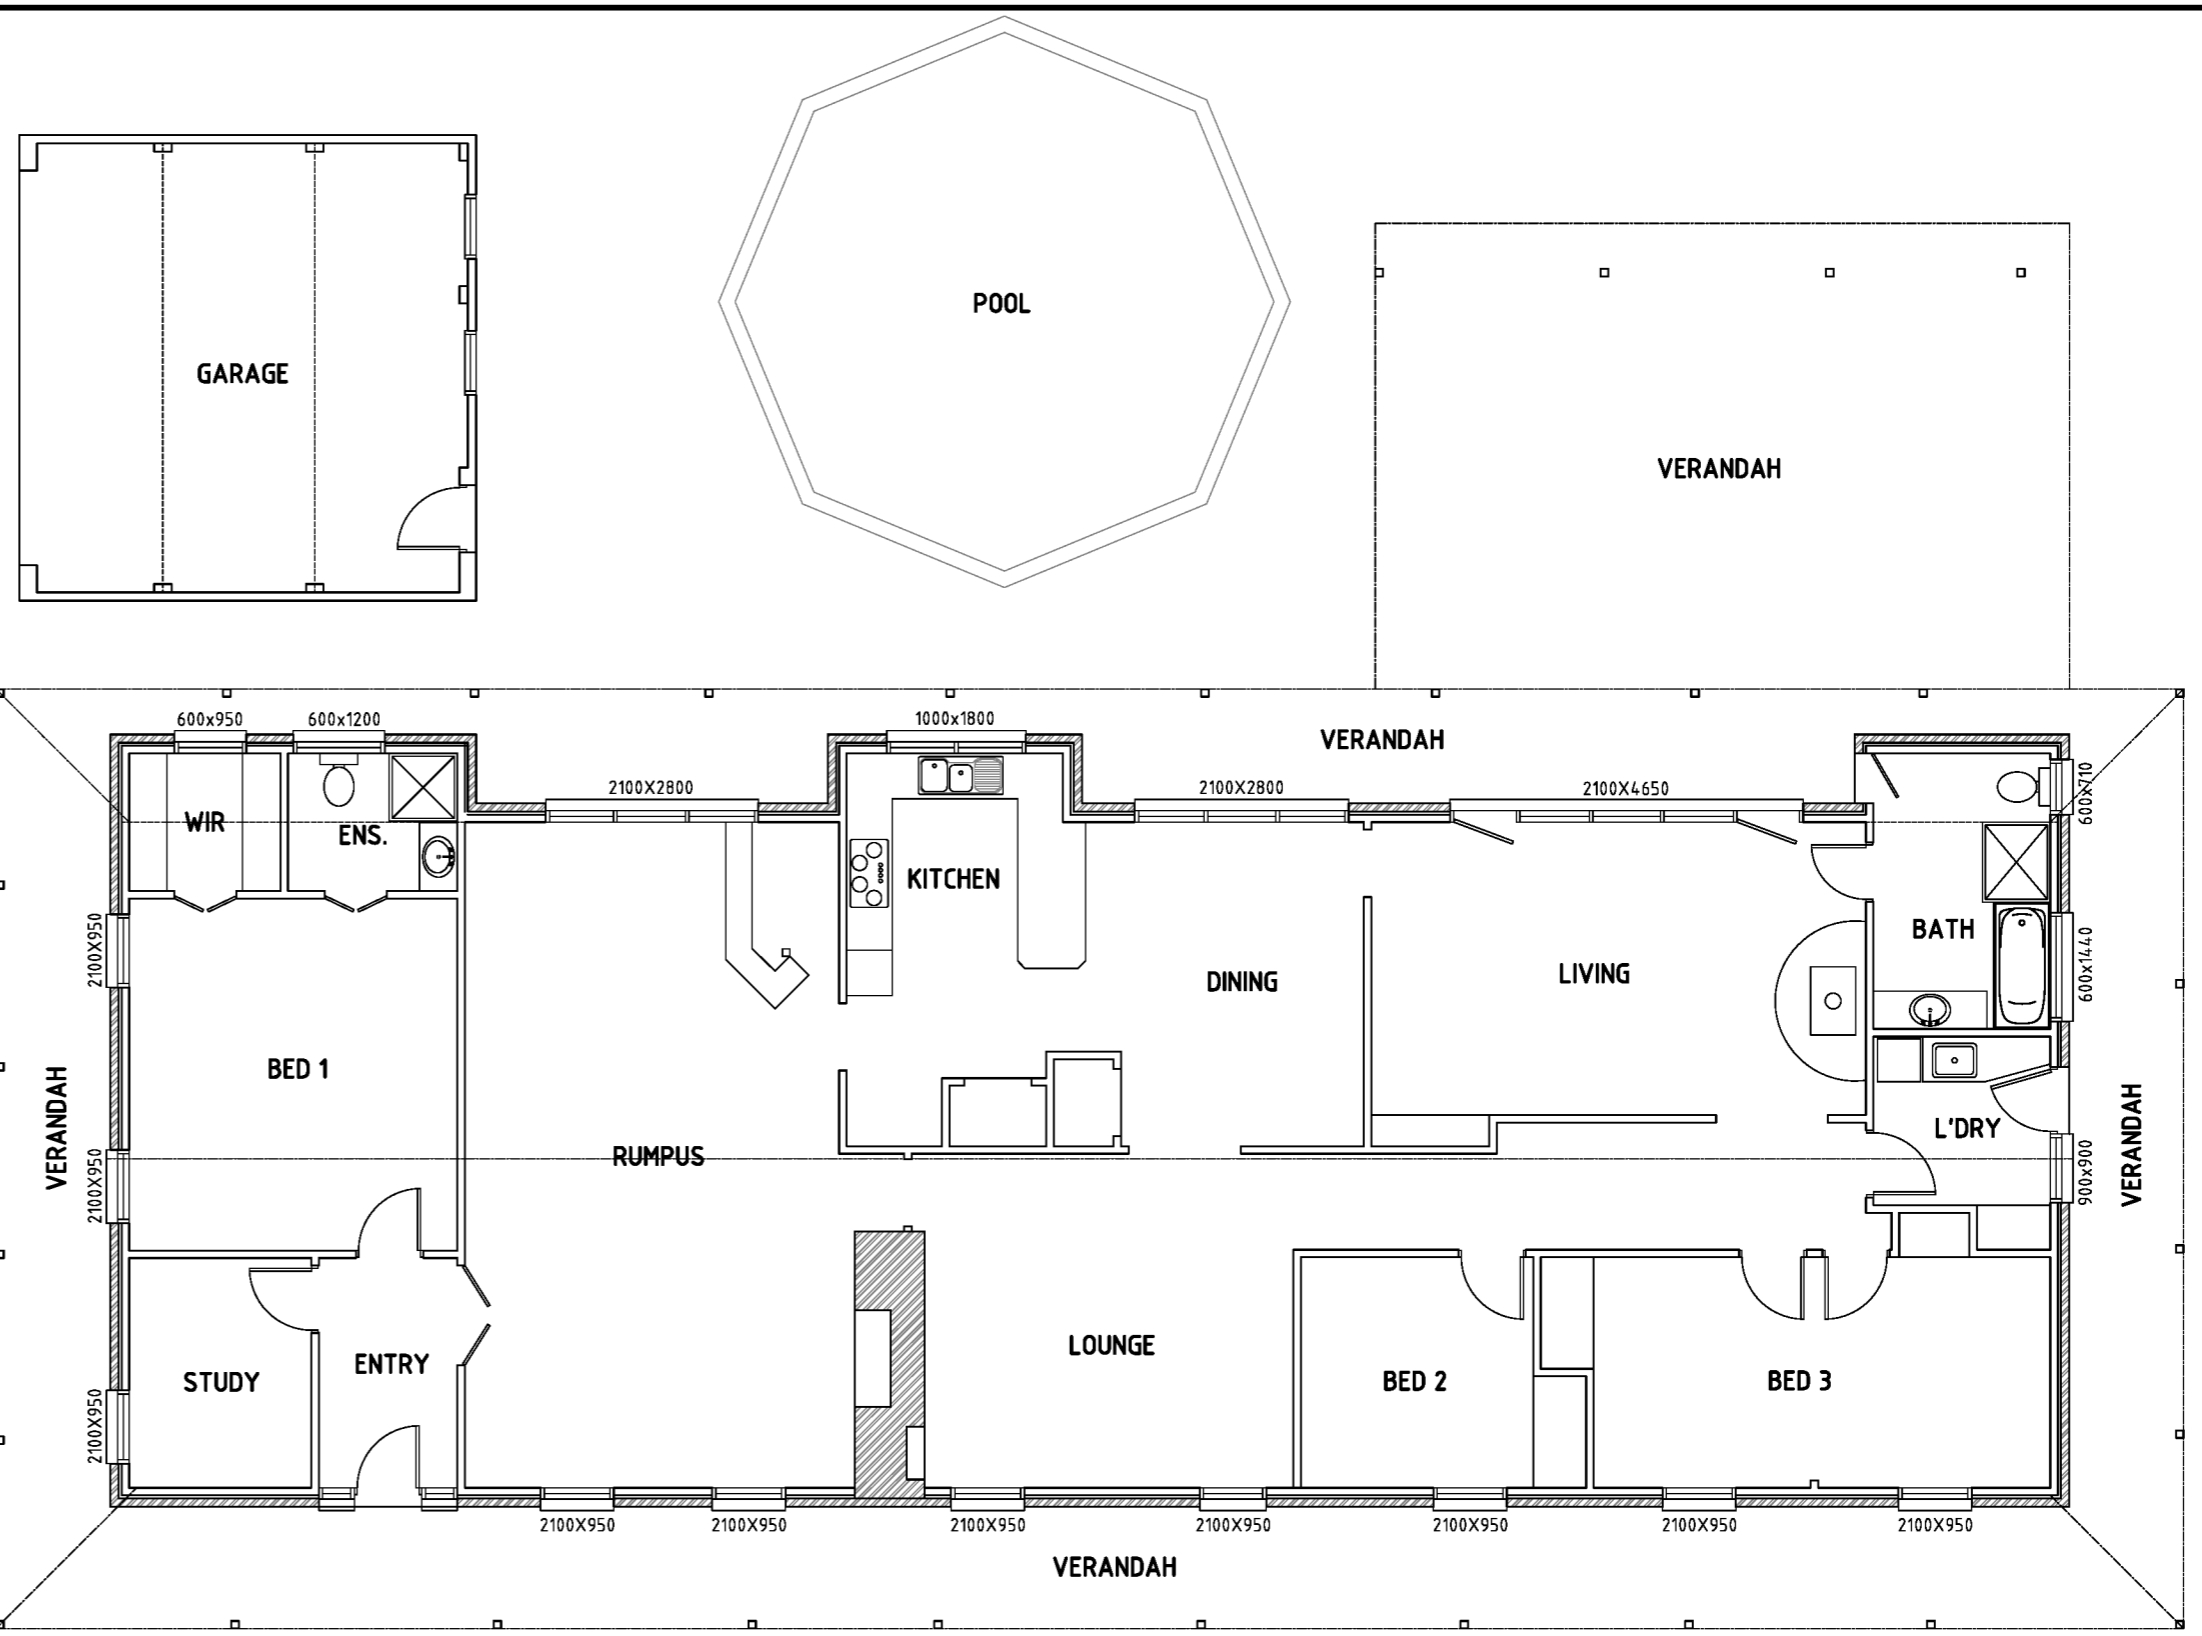 POOL
GARAGE
VERANDAH
600x950
600x1200
1000x1800
VERANDAH
2100X2800
2100X2800
2100X4650
600x710
WIR
ENS.
KITCHEN
2100X950
BATH
600x1440
DINING
LIVING
BED 1
VERANDAH
2100X950
RUMPUS
L'DRY
900x900
VERANDAH
2100X950
STUDY
ENTRY
LOUNGE
BED 2
BED 3
2100X950
2100X950
2100X950
2100X950
2100X950
2100X950
2100X950
VERANDAH